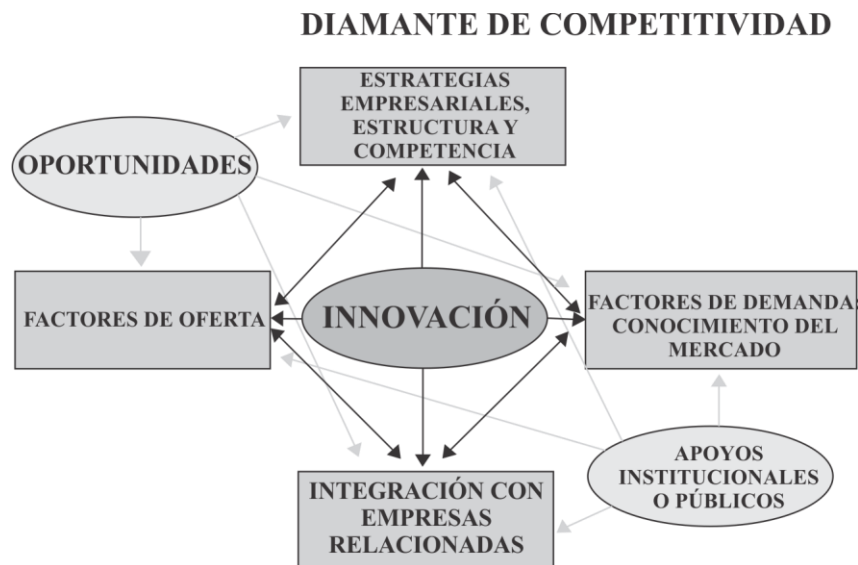 DIAMANTE DE COMPETITIVIDAD
ESTRATEGIAS
EMPRESARIALES,
ESTRUCTURA Y
COMPETENCIA
OPORTUNIDADES
FACTORES DE OFERTA
INNOVACIÓN
FACTORES DE DEMANDA:
CONOCIMIENTO DEL
MERCADO
APOYOS
INSTITUCIONALES
O PÚBLICOS
INTEGRACIÓN CON
EMPRESAS
RELACIONADAS